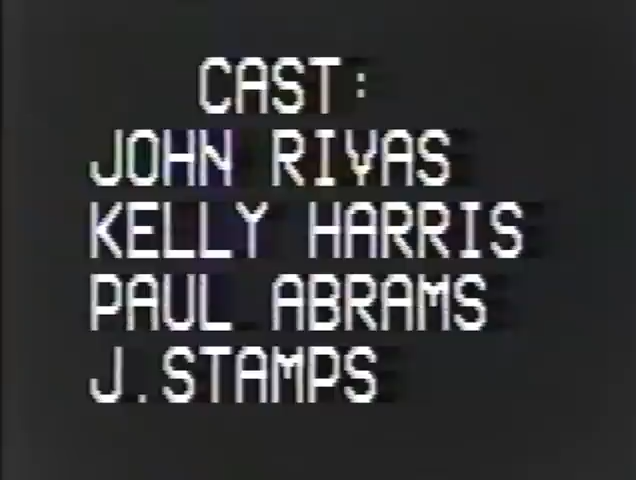 CAST:
JOHN RIVAS
KELLY HARRIS
PAUL ABRAMS
J.STAMPS